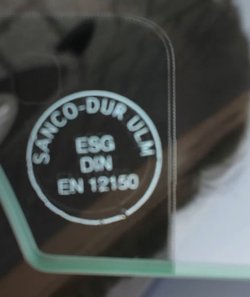 SANCO-DUR ULM
ESG
DIN
EN 12150